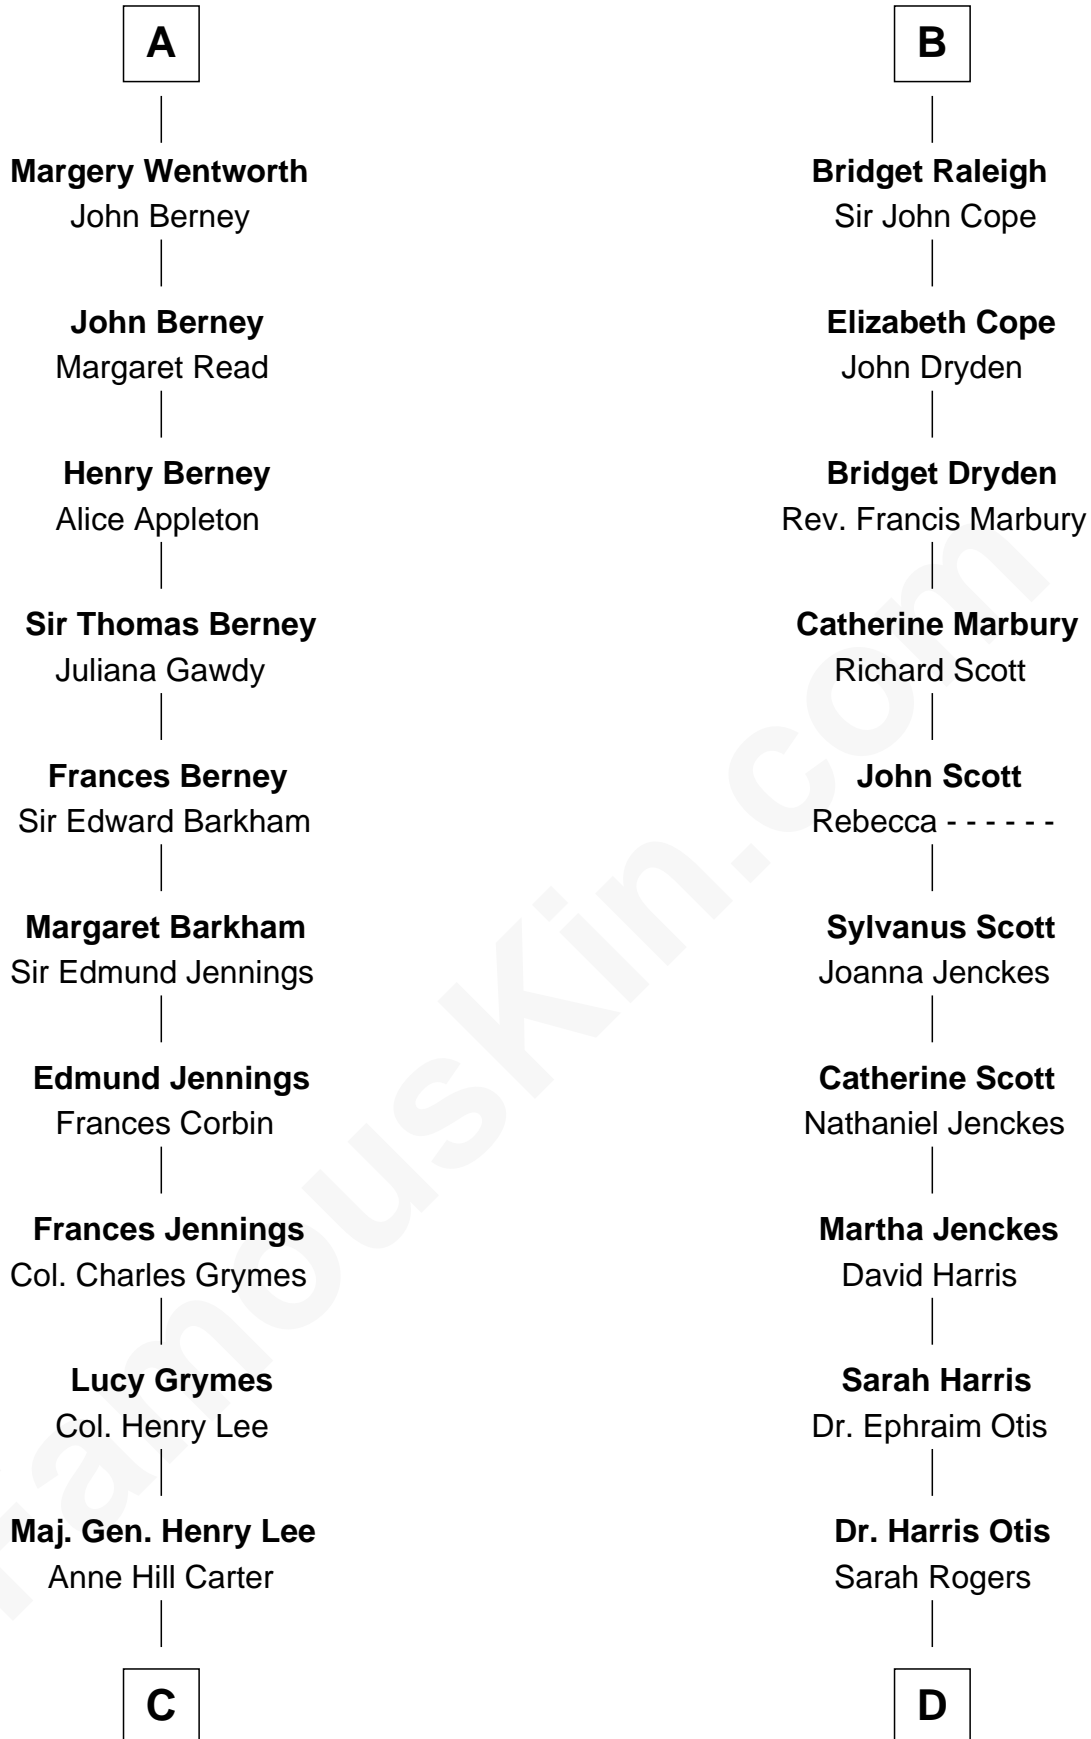 A
Margery Wentworth
John Berney
John Berney
Margaret Read
Henry Berney
Alice Appleton
Sir Thomas Berney
Juliana Gawdy
Frances Berney
Sir Edward Barkham
Margaret Barkham
Sir Edmund Jennings
Edmund Jennings
Frances Corbin
Frances Jennings
Col. Charles Grymes
Lucy Grymes
Col. Henry Lee
Maj. Gen. Henry Lee
Anne Hill Carter
C
B
Bridget Raleigh
Sir John Cope
Elizabeth Cope
John Dryden
Bridget Dryden
Rev. Francis Marbury
Catherine Marbury
Richard Scott
John Scott
Rebecca - - - - - -
Sylvanus Scott
Joanna Jenckes
Catherine Scott
Nathaniel Jenckes
Martha Jenckes
David Harris
Sarah Harris
Dr. Ephraim Otis
Dr. Harris Otis
Sarah Rogers
D
FamousKin.com